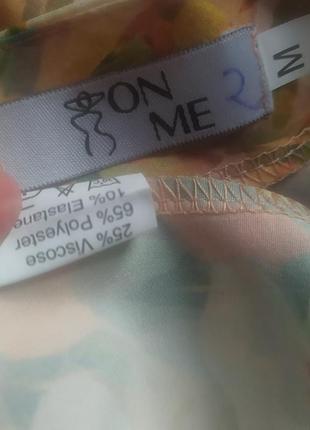 ON
ME
2
M
25% Viscose
65% Polyester
10% Elastane